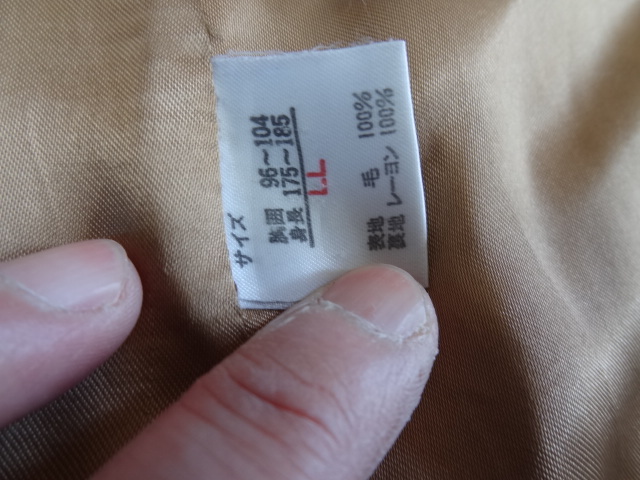 サイズ
胸囲 96～104
身長 175～185
L.L
表地 毛 100%
裏地 レーヨン 100%